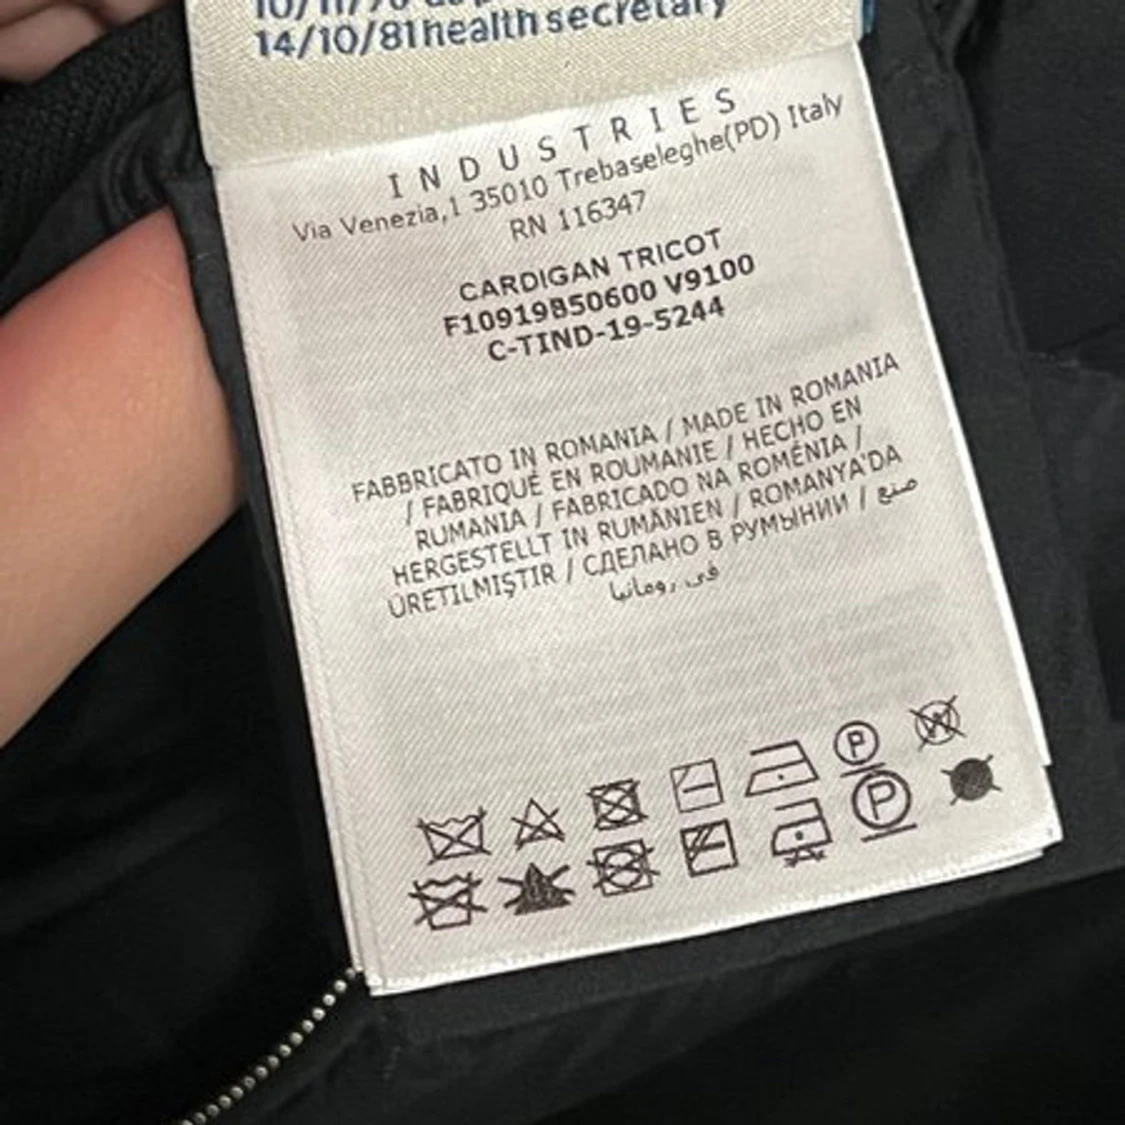 14/10/81 health secretary
INDUSTRIES
Via Venezia,1 35010 Trebaseleghe(PD) Italy
RN 116347
CARDIGAN TRICOT
F10919B50600 V9100
C-TIND-19-5244
FABBRICATO IN ROMANIA / MADE IN ROMANIA
/ FABRIQUÉ EN ROUMANIE / HECHO EN
RUMANIA / FABRICADO NA ROMÉNIA /
HERGESTELLT IN RUMÄNIEN / ROMANYA'DA
ÜRETILMIŞTIR / СДЕЛАНО В РУМЫНИИ / صنع
في رومانيا
P
W
P